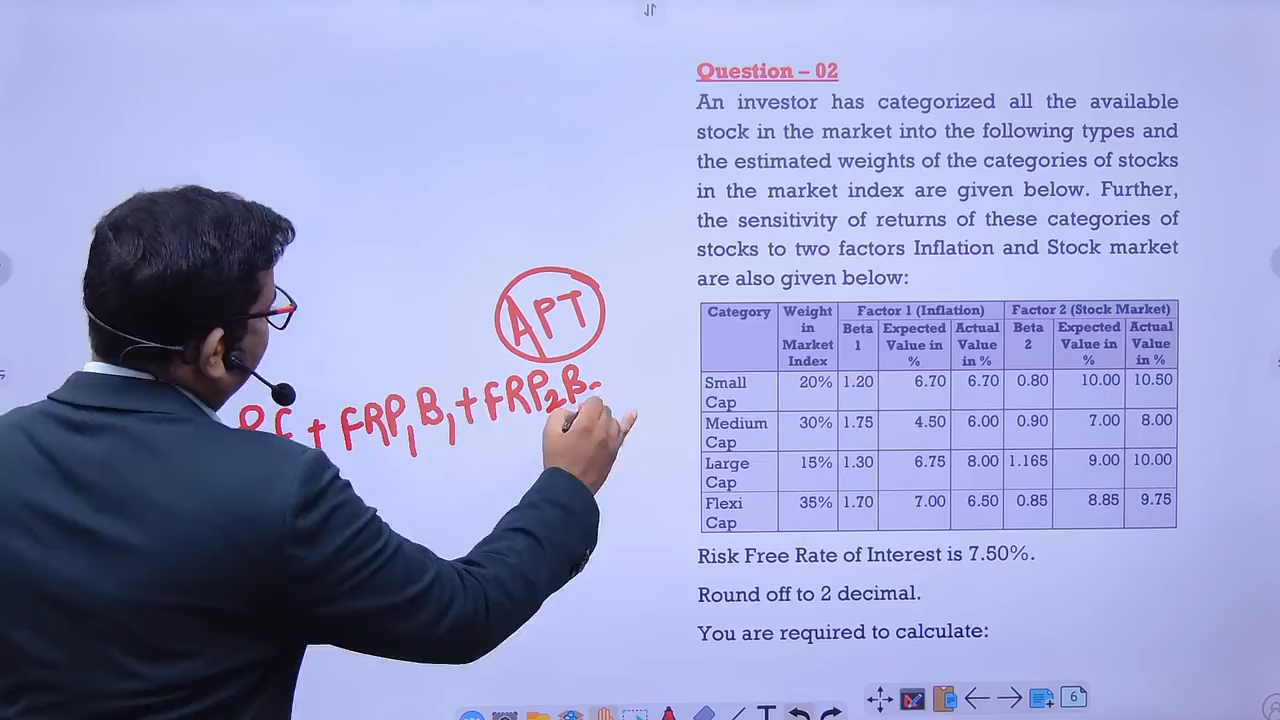 Question – 02
An investor has categorized all the available
stock in the market into the following types and
the estimated weights of the categories of stocks
in the market index are given below. Further,
the sensitivity of returns of these categories of
stocks to two factors Inflation and Stock market
are also given below:
Category Weight in Market Index Factor 1 (Inflation) Factor 2 (Stock Market)
Beta 1 Expected Value in % Actual Value in % Beta 2 Expected Value in % Actual Value in %
Small Cap 20% 1.20 6.70 6.70 0.80 10.00 10.50
Medium Cap 30% 1.75 4.50 6.00 0.90 7.00 8.00
Large Cap 15% 1.30 6.75 8.00 1.165 9.00 10.00
Flexi Cap 35% 1.70 7.00 6.50 0.85 8.85 9.75
Risk Free Rate of Interest is 7.50%.
Round off to 2 decimal.
You are required to calculate:
APT
+ FRP1 B1 + FRP2 B
6